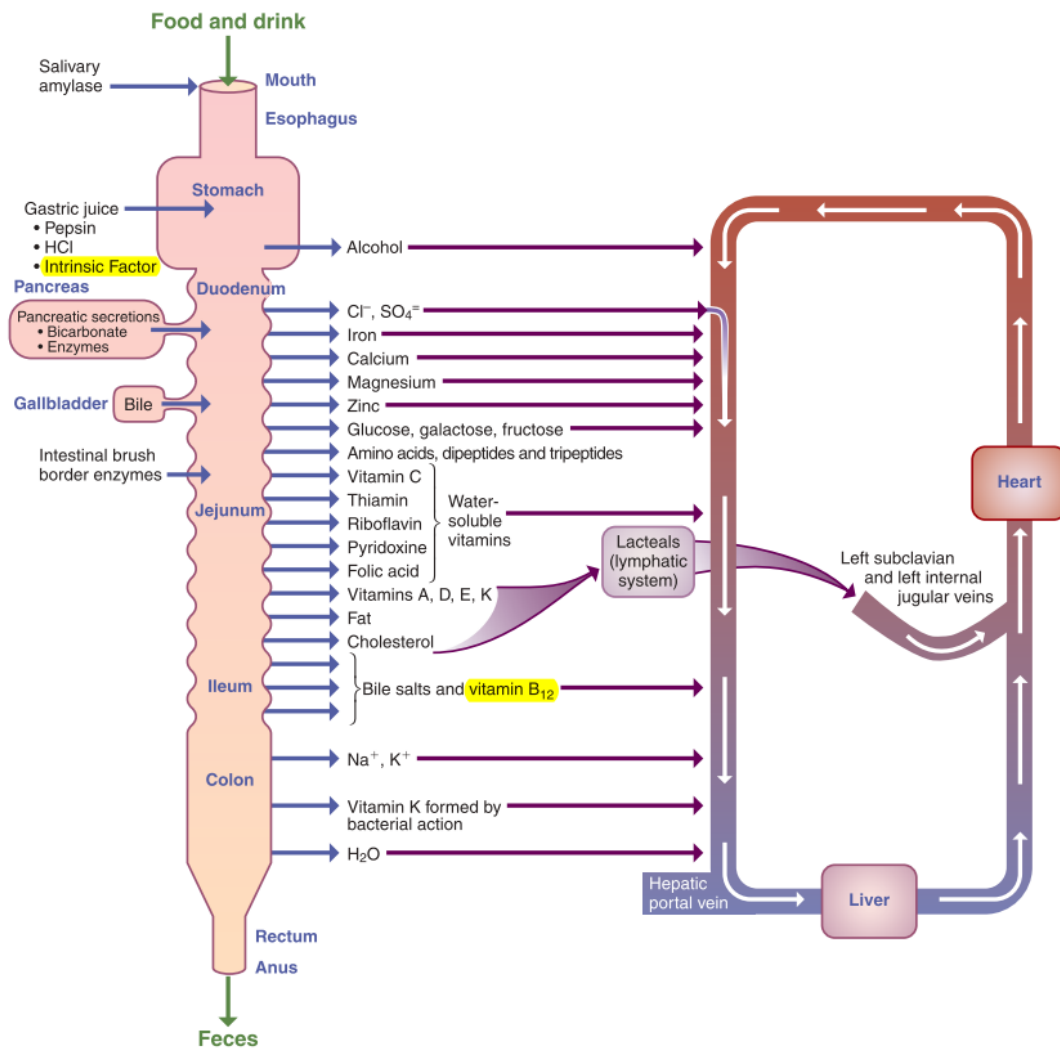 Food and drink
Salivary
amylase
Mouth
Esophagus
Stomach
Gastric juice
• Pepsin
• HCl
• Intrinsic Factor
Alcohol
Pancreas
Duodenum
Pancreatic secretions
• Bicarbonate
• Enzymes
Cl⁻, SO₄⁼
Iron
Calcium
Magnesium
Gallbladder
Bile
Zinc
Glucose, galactose, fructose
Intestinal brush
border enzymes
Amino acids, dipeptides and tripeptides
Vitamin C
Thiamin
Jejunum
Riboflavin
Pyridoxine
Folic acid
Water-
soluble
vitamins
Heart
Lacteals
(lymphatic
system)
Left subclavian
and left internal
jugular veins
Vitamins A, D, E, K
Fat
Cholesterol
Ileum
Bile salts and vitamin B₁₂
Colon
Na⁺, K⁺
Vitamin K formed by
bacterial action
H₂O
Hepatic
portal vein
Liver
Rectum
Anus
Feces